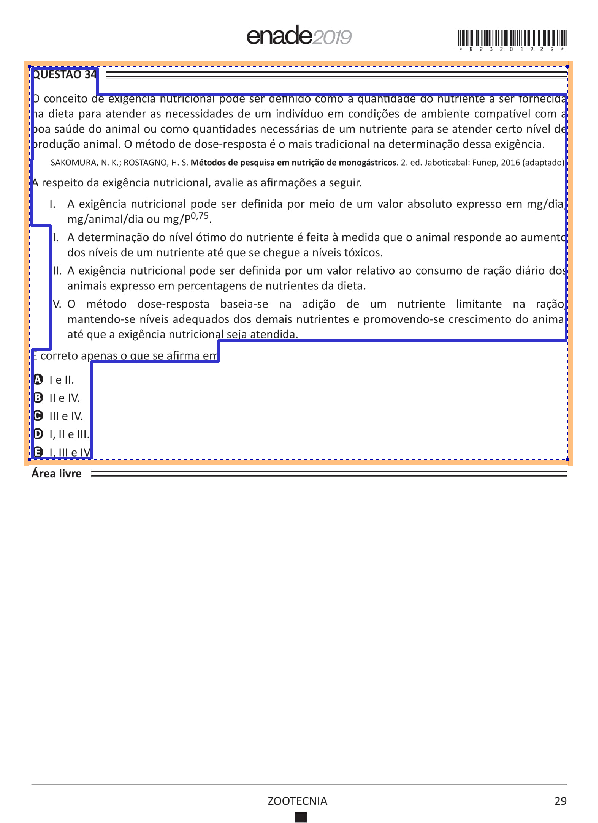 enade2019
QUESTÃO 34
O conceito de exigência nutricional pode ser definido como a quantidade do nutriente a ser fornecida
na dieta para atender as necessidades de um indivíduo em condições de ambiente compatível com a
boa saúde do animal ou como quantidades necessárias de um nutriente para se atender certo nível de
produção animal. O método de dose-resposta é o mais tradicional na determinação dessa exigência.
SAKOMURA, N. K.; ROSTAGNO, H. S. Métodos de pesquisa em nutrição de monogástricos. 2. ed. Jaboticabal: Funep, 2016 (adaptado).
A respeito da exigência nutricional, avalie as afirmações a seguir.
I. A exigência nutricional pode ser definida por meio de um valor absoluto expresso em mg/dia,
mg/animal/dia ou mg/P0,75.
II. A determinação do nível ótimo do nutriente é feita à medida que o animal responde ao aumento
dos níveis de um nutriente até que se chegue a níveis tóxicos.
III. A exigência nutricional pode ser definida por um valor relativo ao consumo de ração diário dos
animais expresso em percentagens de nutrientes da dieta.
IV. O método dose-resposta baseia-se na adição de um nutriente limitante na ração,
mantendo-se níveis adequados dos demais nutrientes e promovendo-se crescimento do animal
até que a exigência nutricional seja atendida.
É correto apenas o que se afirma em
A I e II.
B II e IV.
C III e IV.
D I, II e III.
E I, III e IV.
Área livre
ZOOTECNIA
29